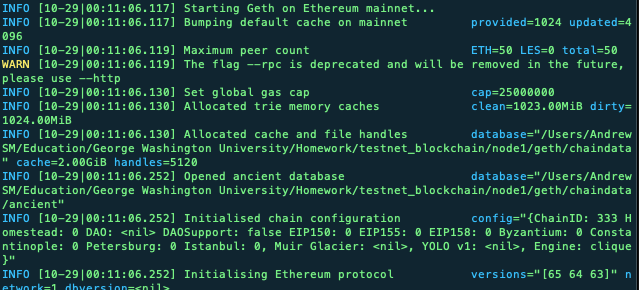 INFO [10-29|00:11:06.117] Starting Geth on Ethereum mainnet...
INFO [10-29|00:11:06.117] Bumping default cache on mainnet provided=1024 updated=4
096
INFO [10-29|00:11:06.119] Maximum peer count ETH=50 LES=0 total=50
WARN [10-29|00:11:06.119] The flag --rpc is deprecated and will be removed in the future,
please use --http
INFO [10-29|00:11:06.130] Set global gas cap cap=25000000
INFO [10-29|00:11:06.130] Allocated trie memory caches clean=1023.00MiB dirty=
1024.00MiB
INFO [10-29|00:11:06.130] Allocated cache and file handles database="/Users/Andrew
SM/Education/George Washington University/Homework/testnet_blockchain/node1/geth/chaindata
" cache=2.00GiB handles=5120
INFO [10-29|00:11:06.252] Opened ancient database database="/Users/Andrew
SM/Education/George Washington University/Homework/testnet_blockchain/node1/geth/chaindata
/ancient"
INFO [10-29|00:11:06.252] Initialised chain configuration config="{ChainID: 333 H
omestead: 0 DAO: <nil> DAOSupport: false EIP150: 0 EIP155: 0 EIP158: 0 Byzantium: 0 Consta
ntinople: 0 Petersburg: 0 Istanbul: 0, Muir Glacier: <nil>, YOLO v1: <nil>, Engine: clique
}"
INFO [10-29|00:11:06.252] Initialising Ethereum protocol versions="[65 64 63]" n
etwork=1 dbversion=<nil>